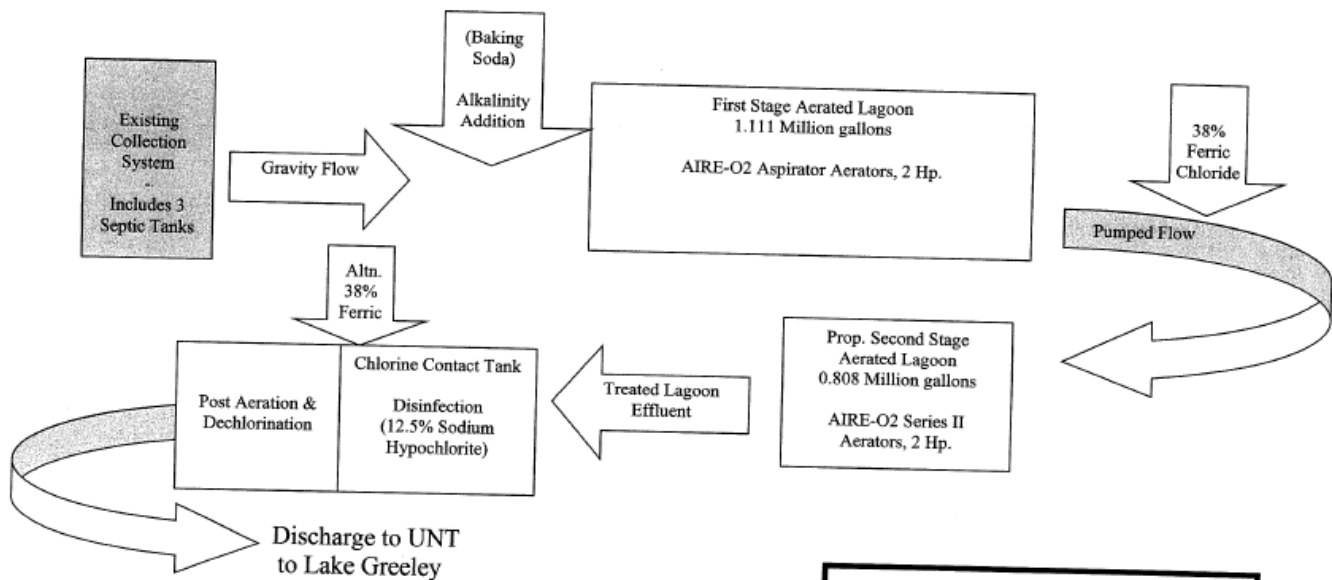 Existing
Collection
System
-
Includes 3
Septic Tanks
Gravity Flow
(Baking
Soda)
Alkalinity
Addition
First Stage Aerated Lagoon
1.111 Million gallons
AIRE-O2 Aspirator Aerators, 2 Hp.
38%
Ferric
Chloride
Pumped Flow
Prop. Second Stage
Aerated Lagoon
0.808 Million gallons
AIRE-O2 Series II
Aerators, 2 Hp.
Treated Lagoon
Effluent
Altn.
38%
Ferric
Chlorine Contact Tank
Disinfection
(12.5% Sodium
Hypochlorite)
Post Aeration &
Dechlorination
Discharge to UNT
to Lake Greeley